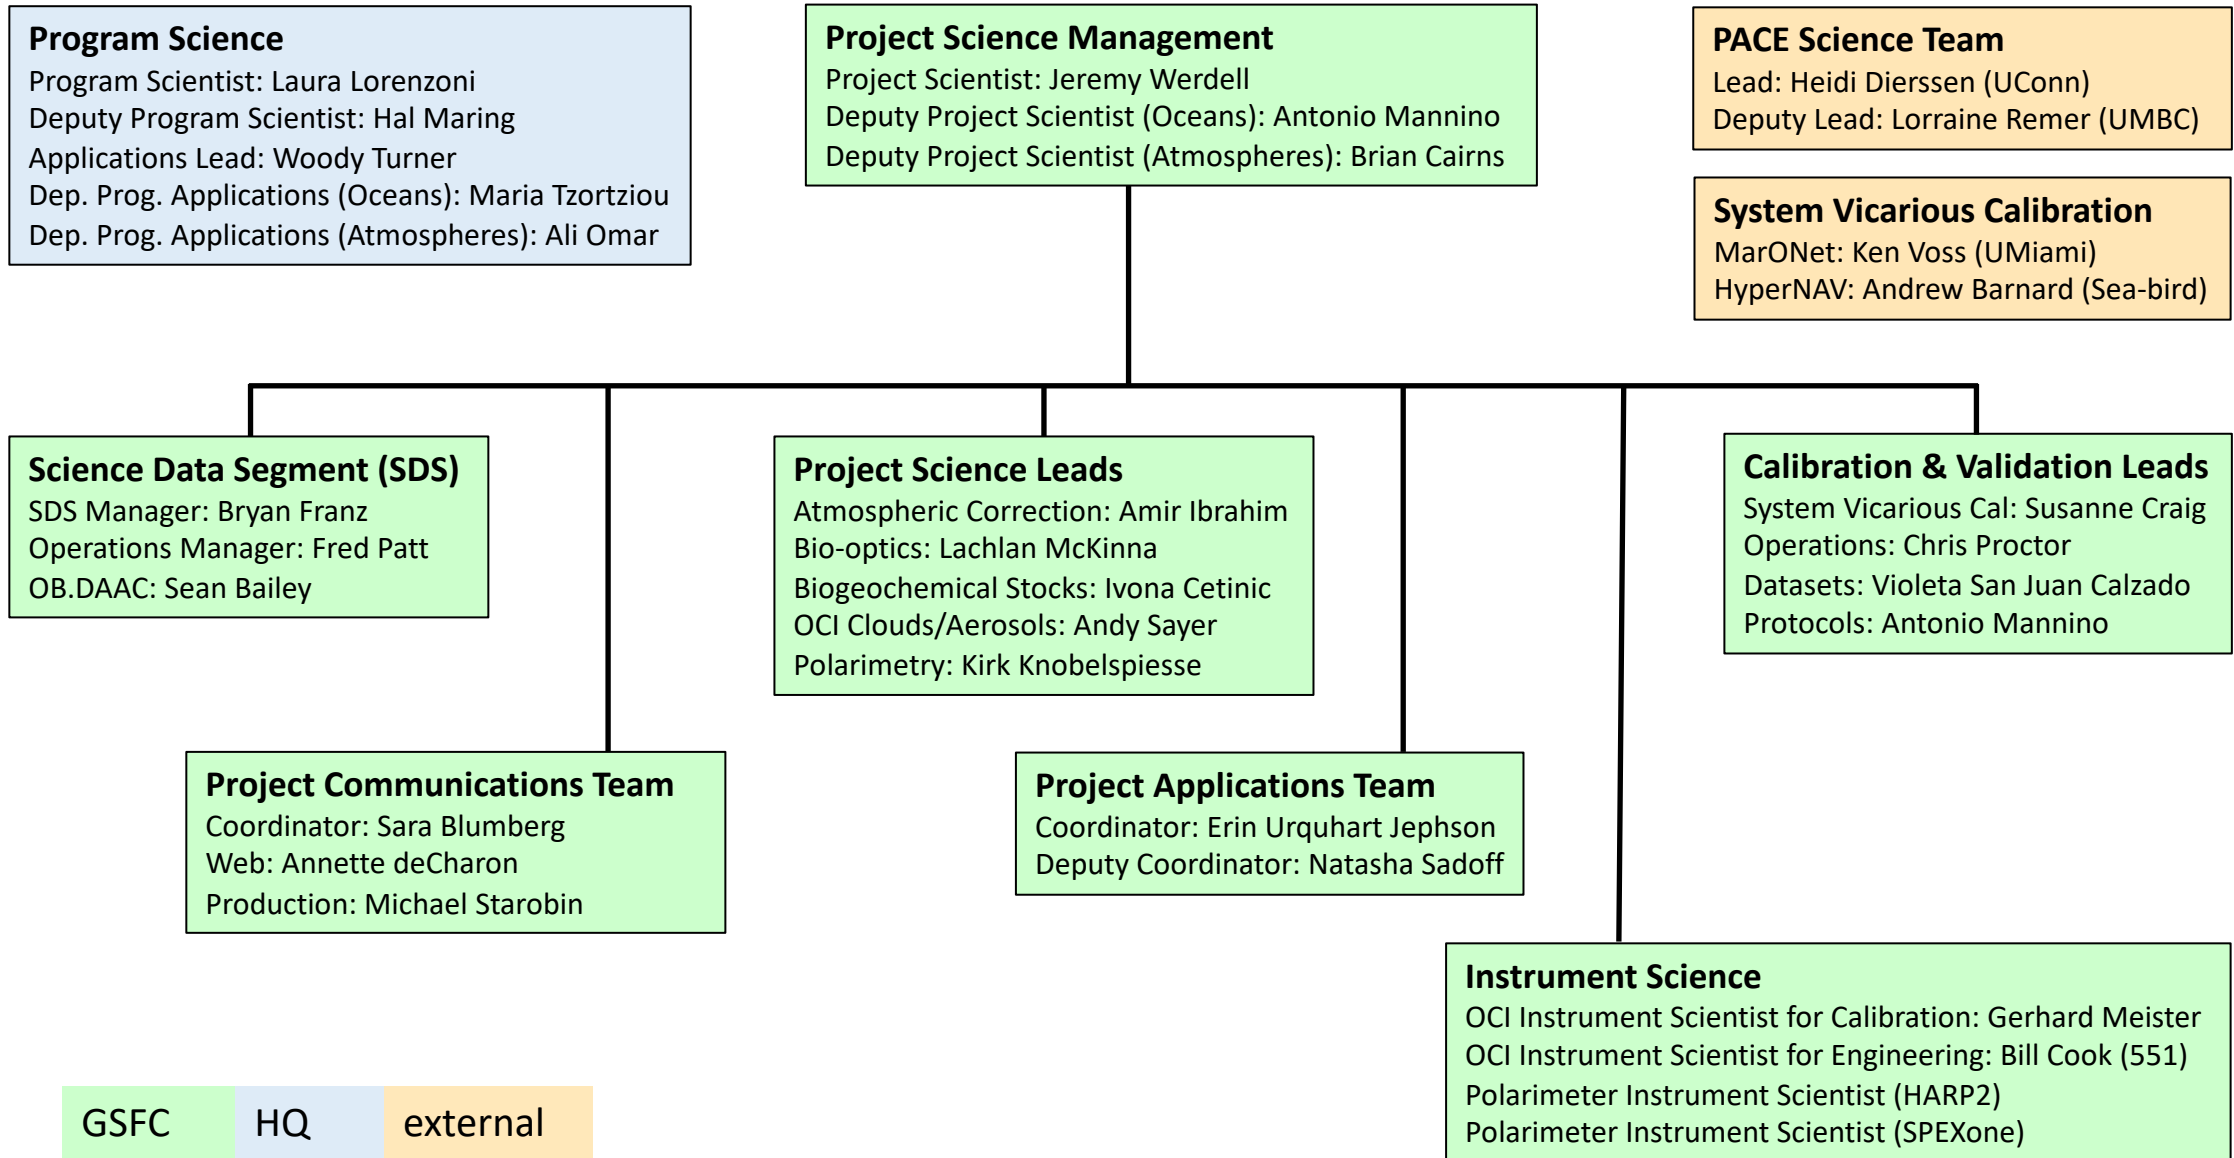 Program Science
Program Scientist: Laura Lorenzoni
Deputy Program Scientist: Hal Maring
Applications Lead: Woody Turner
Dep. Prog. Applications (Oceans): Maria Tzortziou
Dep. Prog. Applications (Atmospheres): Ali Omar
Project Science Management
Project Scientist: Jeremy Werdell
Deputy Project Scientist (Oceans): Antonio Mannino
Deputy Project Scientist (Atmospheres): Brian Cairns
PACE Science Team
Lead: Heidi Dierssen (UConn)
Deputy Lead: Lorraine Remer (UMBC)
System Vicarious Calibration
MarONet: Ken Voss (UMiami)
HyperNAV: Andrew Barnard (Sea-bird)
Science Data Segment (SDS)
SDS Manager: Bryan Franz
Operations Manager: Fred Patt
OB.DAAC: Sean Bailey
Project Science Leads
Atmospheric Correction: Amir Ibrahim
Bio-optics: Lachlan McKinna
Biogeochemical Stocks: Ivona Cetinic
OCI Clouds/Aerosols: Andy Sayer
Polarimetry: Kirk Knobelspiesse
Calibration & Validation Leads
System Vicarious Cal: Susanne Craig
Operations: Chris Proctor
Datasets: Violeta San Juan Calzado
Protocols: Antonio Mannino
Project Communications Team
Coordinator: Sara Blumberg
Web: Annette deCharon
Production: Michael Starobin
Project Applications Team
Coordinator: Erin Urquhart Jephson
Deputy Coordinator: Natasha Sadoff
Instrument Science
OCI Instrument Scientist for Calibration: Gerhard Meister
OCI Instrument Scientist for Engineering: Bill Cook (551)
Polarimeter Instrument Scientist (HARP2)
Polarimeter Instrument Scientist (SPEXone)
GSFC
HQ
external